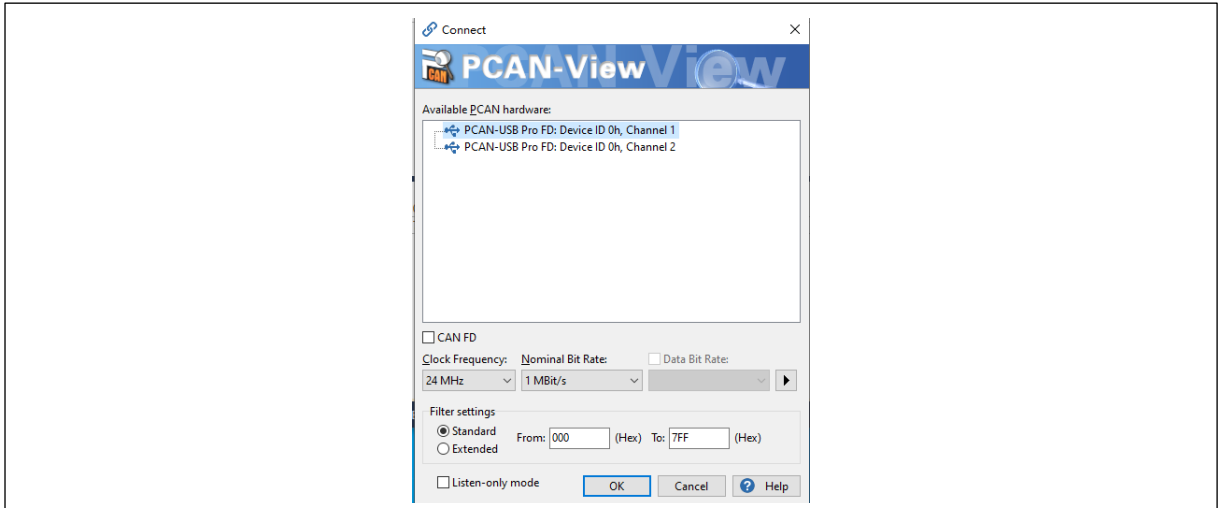 Connect
PCAN-View
Available PCAN hardware:
PCAN-USB Pro FD: Device ID 0h, Channel 1
PCAN-USB Pro FD: Device ID 0h, Channel 2
CAN FD
Clock Frequency: Nominal Bit Rate: Data Bit Rate:
24 MHz 1 MBit/s
Filter settings
Standard
From: 000 (Hex) To: 7FF (Hex)
Extended
Listen-only mode OK Cancel Help